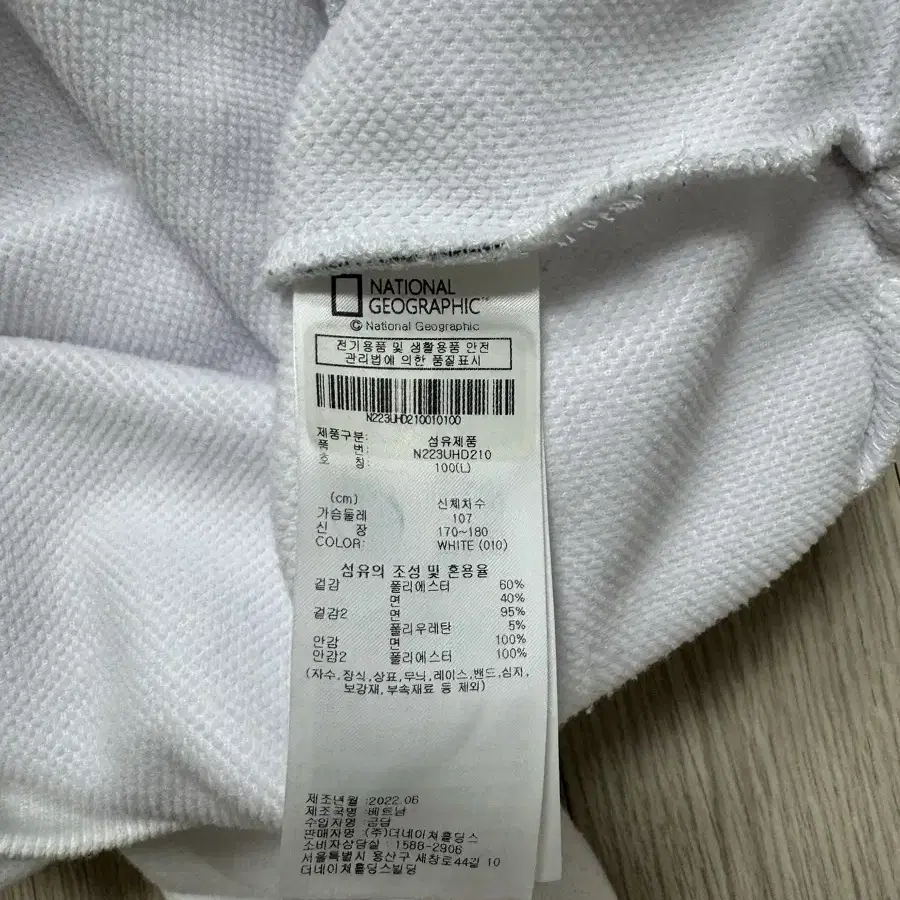 NATIONAL
GEOGRAPHIC™
© National Geographic
전기용품 및 생활용품 안전
관리법에 의한 품질표시
N223UHD210010100
제품구분: 섬유제품
품 번: N223UHD210
호 칭: 100(L)
(cm) 신체치수
가슴둘레 107
신 장 170~180
COLOR: WHITE (010)
섬유의 조성 및 혼용율
겉감 폴리에스터 60%
면 40%
겉감2 면 95%
폴리우레탄 5%
안감 면 100%
안감2 폴리에스터 100%
(자수,장식,상표,무늬,레이스,밴드,심지,
보강재,부속재료 등 제외)
제조년월 :2022.06
제조국명 :베트남
수입자명 :금담
판매자명 :(주)더네이쳐홀딩스
소비자상담실 : 1588-2906
서울특별시 용산구 새창로44길 10
더네이쳐홀딩스빌딩